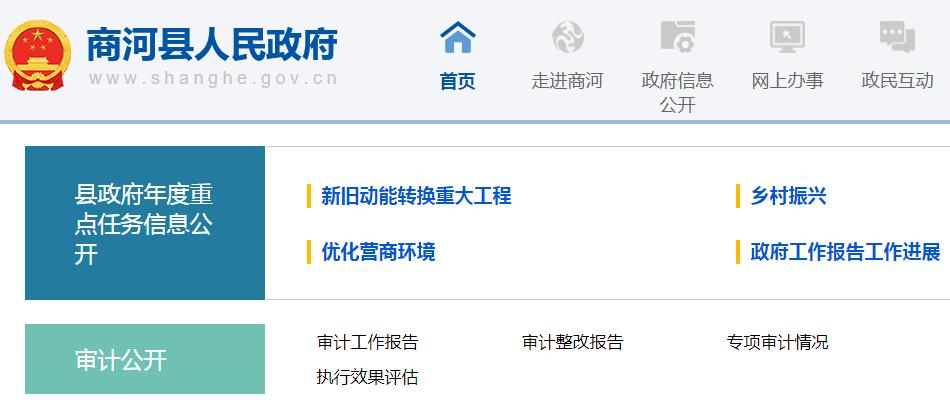 商河县人民政府
www.shanghe.gov.cn
首页
走进商河
政府信息
公开
网上办事
政民互动
县政府年度重
点任务信息公
开
新旧动能转换重大工程
乡村振兴
优化营商环境
政府工作报告工作进展
审计公开
审计工作报告
审计整改报告
专项审计情况
执行效果评估